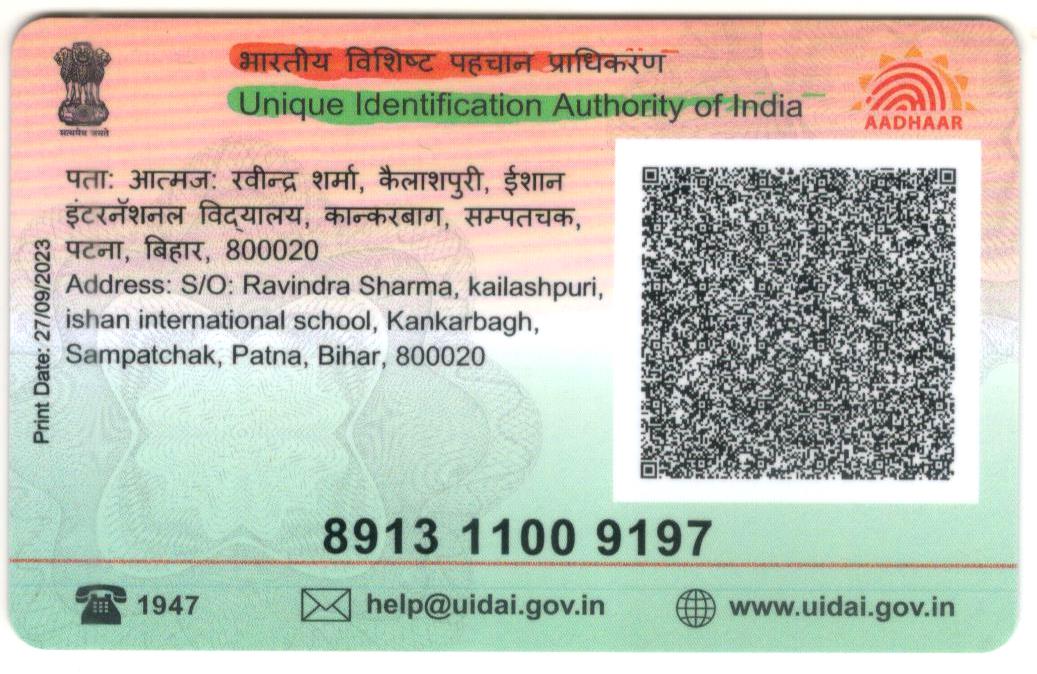 भारतीय विशिष्ट पहचान प्राधिकरण
Unique Identification Authority of India
सत्यमेव जयते
AADHAAR
पता: आत्मज: रवीन्द्र शर्मा, कैलाशपुरी, ईशान
इंटरनॅशनल विद्यालय, कान्करबाग, सम्पतचक,
पटना, बिहार, 800020
Address: S/O: Ravindra Sharma, kailashpuri,
ishan international school, Kankarbagh,
Sampatchak, Patna, Bihar, 800020
Print Date: 27/09/2023
8913 1100 9197
1947
help@uidai.gov.in
www.uidai.gov.in